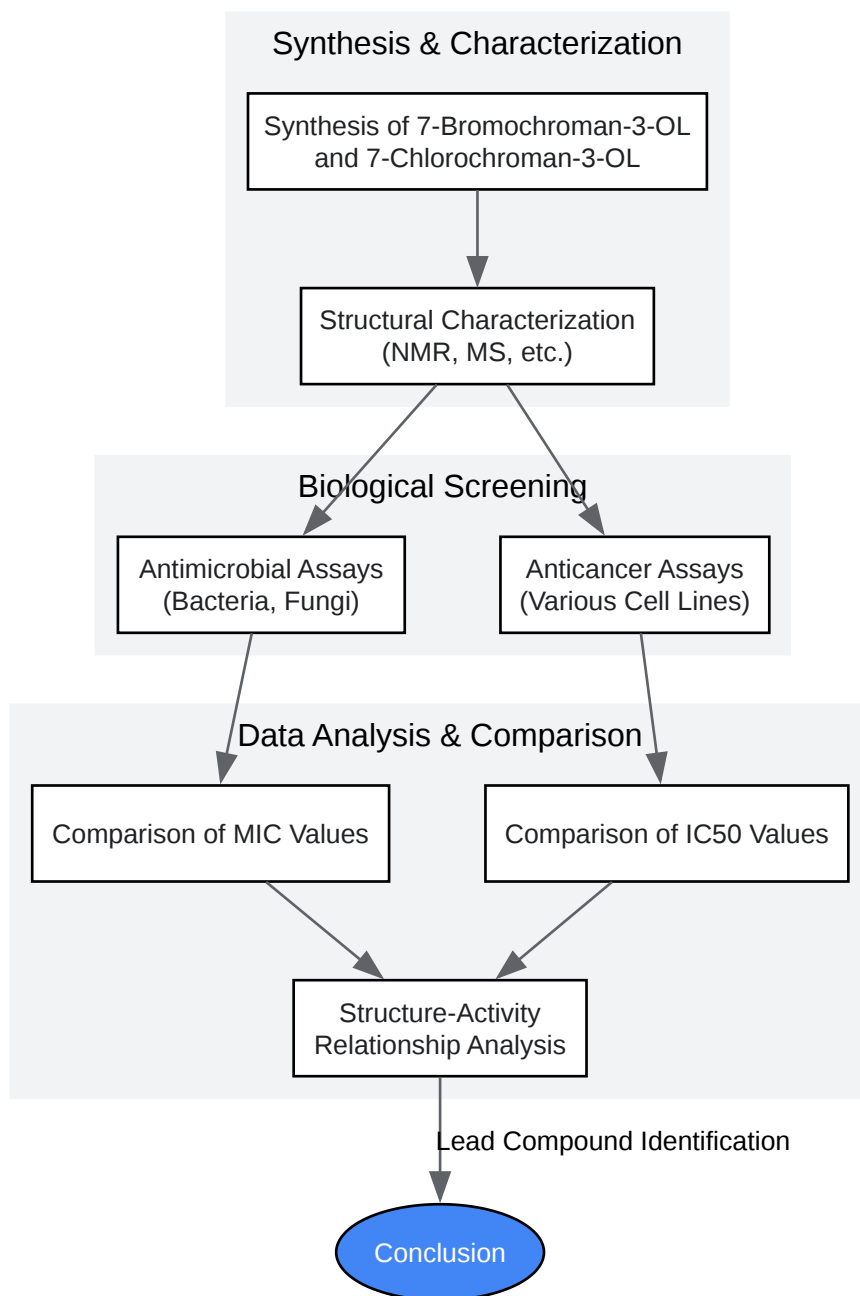 Synthesis & Characterization
Synthesis of 7-Bromochroman-3-OL
and 7-Chlorochroman-3-OL
Structural Characterization
(NMR, MS, etc.)
Biological Screening
Antimicrobial Assays
(Bacteria, Fungi)
Anticancer Assays
(Various Cell Lines)
Data Analysis & Comparison
Comparison of MIC Values
Comparison of IC50 Values
Structure-Activity
Relationship Analysis
Lead Compound Identification
Conclusion